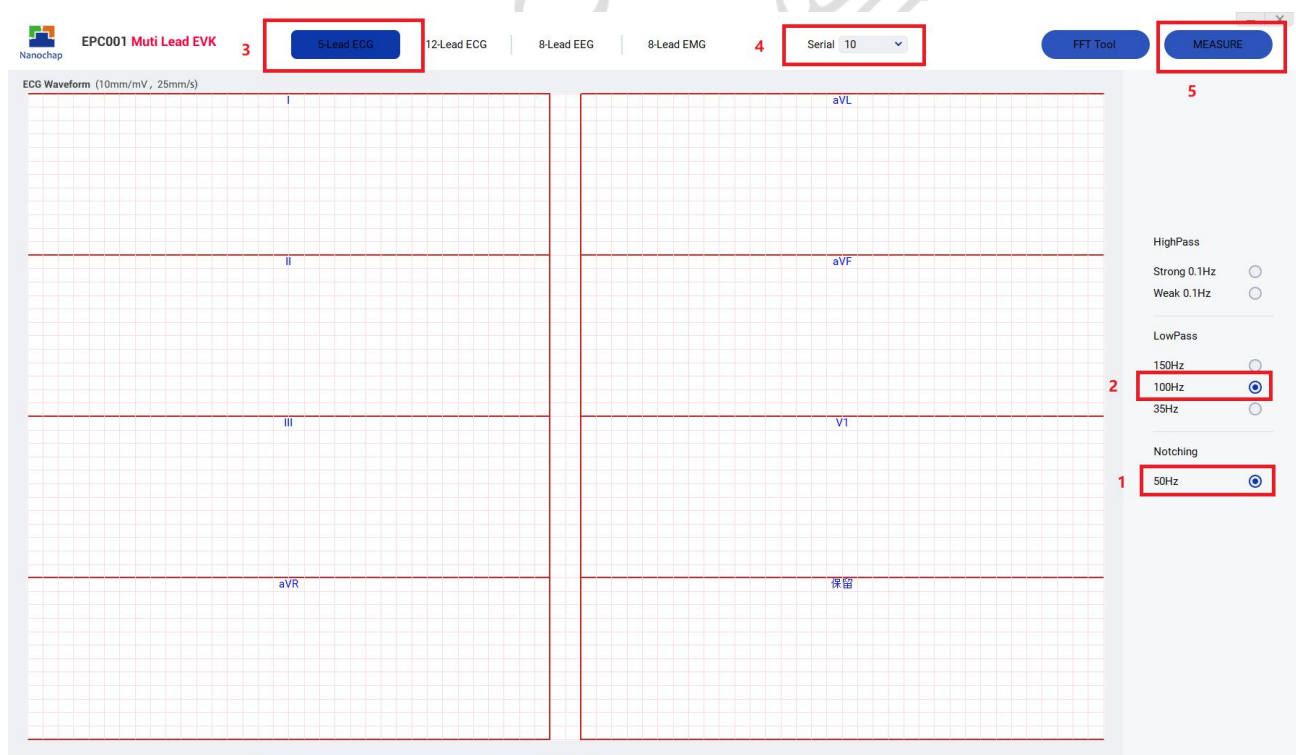 Nanochap
EPC001 Muti Lead EVK
3
5-Lead ECG
12-Lead ECG
8-Lead EEG
8-Lead EMG
4
Serial 10
FFT Tool
MEASURE
5
ECG Waveform (10mm/mV, 25mm/s)
I
aVL
II
aVF
III
V1
aVR
保留
HighPass
Strong 0.1Hz
Weak 0.1Hz
LowPass
150Hz
2
100Hz
35Hz
Notching
1
50Hz